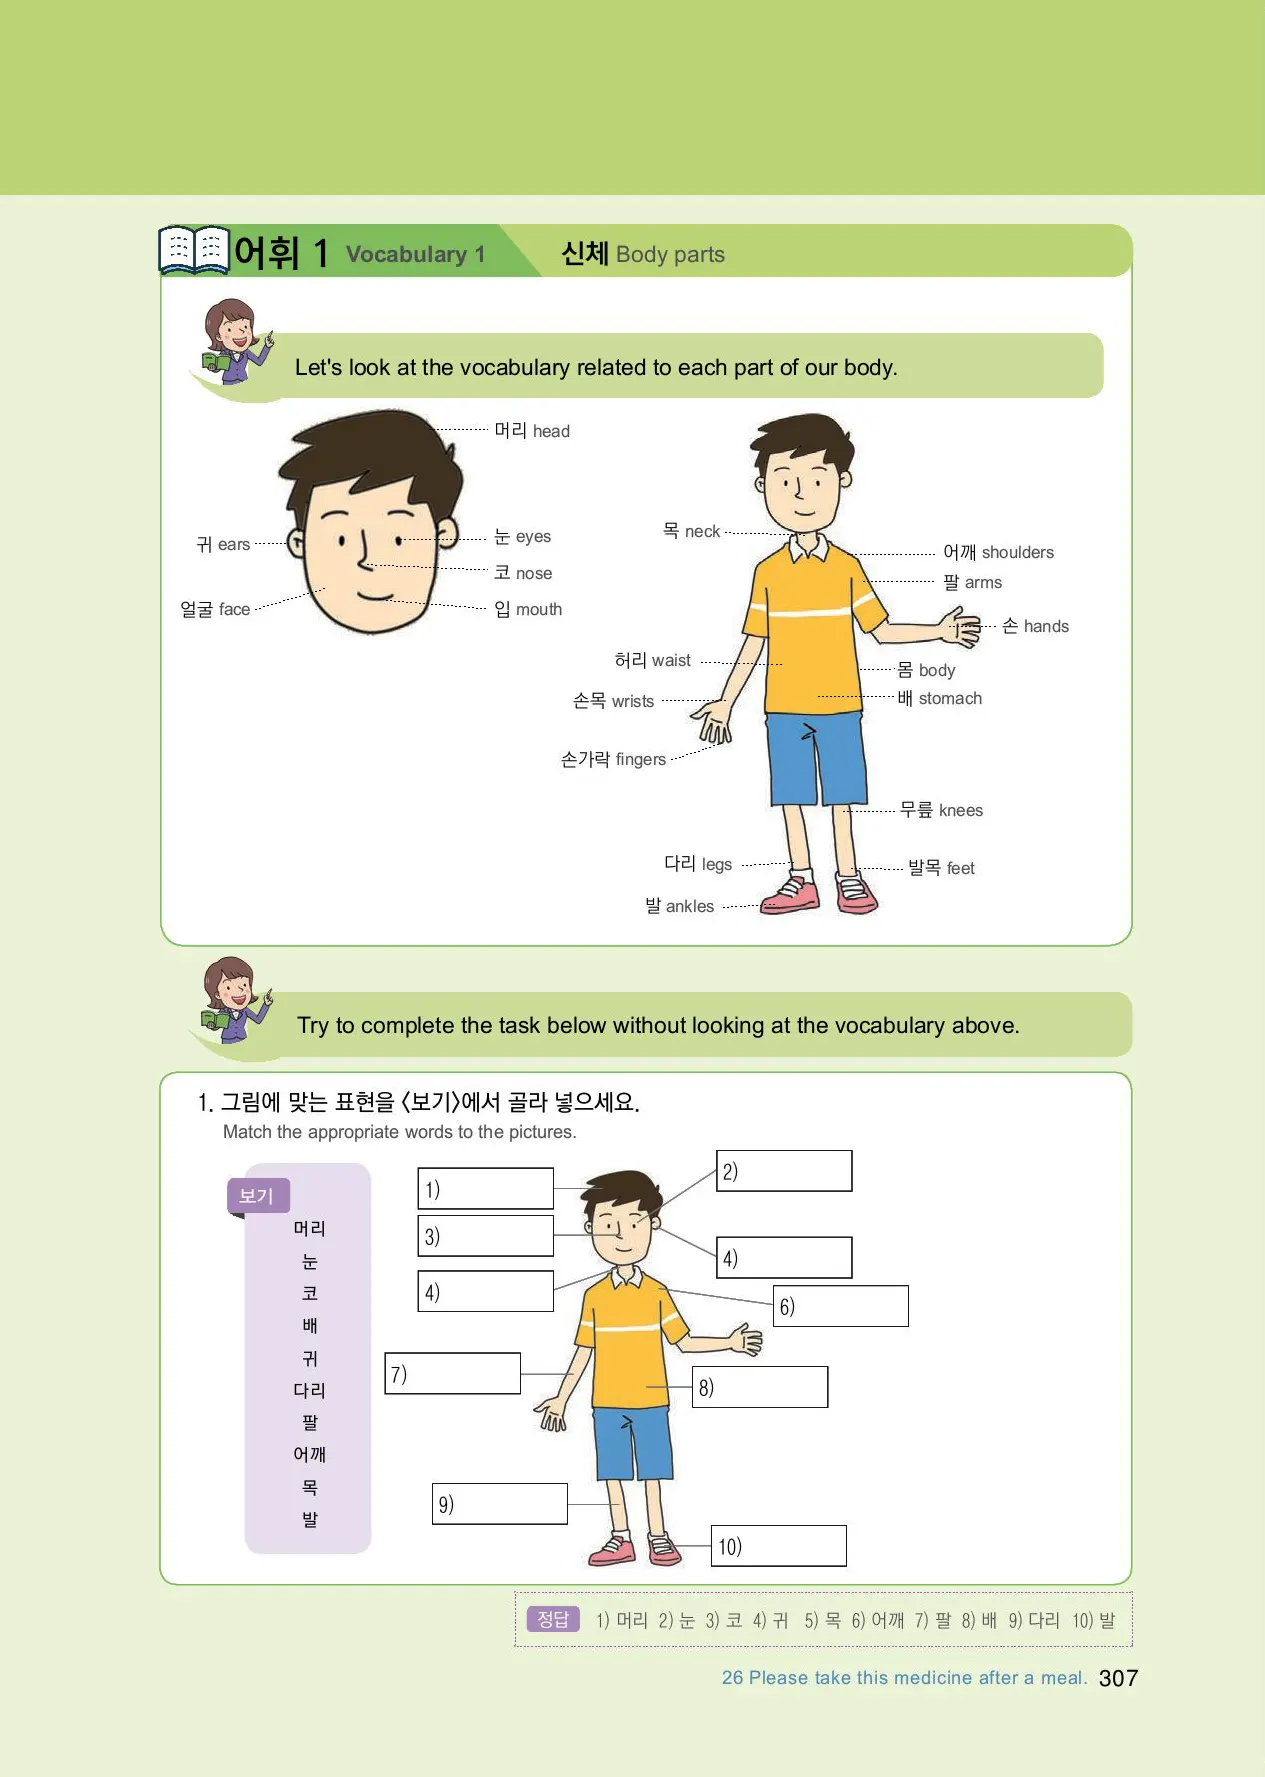 어휘 1 Vocabulary 1 신체 Body parts
Let's look at the vocabulary related to each part of our body.
머리 head
귀 ears
눈 eyes
코 nose
얼굴 face
입 mouth
목 neck
어깨 shoulders
팔 arms
손 hands
허리 waist
몸 body
손목 wrists
배 stomach
손가락 fingers
무릎 knees
다리 legs
발목 feet
발 ankles
Try to complete the task below without looking at the vocabulary above.
1. 그림에 맞는 표현을 <보기>에서 골라 넣으세요.
Match the appropriate words to the pictures.
보기
머리
눈
코
배
귀
다리
팔
어깨
목
발
1)
2)
3)
4)
4)
6)
7)
8)
9)
10)
정답 1) 머리 2) 눈 3) 코 4) 귀 5) 목 6) 어깨 7) 팔 8) 배 9) 다리 10) 발
26 Please take this medicine after a meal. 307